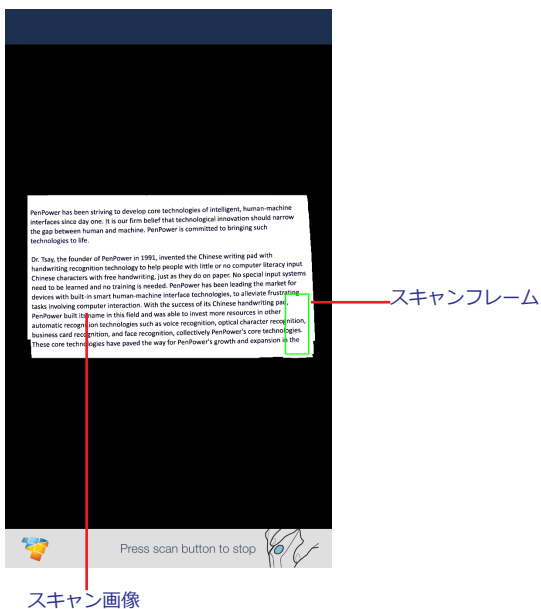 PenPower has been striving to develop core technologies of intelligent, human-machine
interfaces since day one. It is our firm belief that technological innovation should narrow
the gap between human and machine. PenPower is committed to bringing such
technologies to life.
Dr. Tsay, the founder of PenPower in 1991, invented the Chinese writing pad with
handwriting recognition technology to help people with little or no computer literacy input
Chinese characters with free handwriting, just as they do on paper. No special input systems
need to be learned and no training is needed. PenPower has been leading the market for
devices with built-in smart human-machine interface technologies, to alleviate frustrating
tasks involving computer interaction. With the success of its Chinese handwriting pad,
PenPower built its name in this field and was able to invest more resources in other
automatic recognition technologies such as voice recognition, optical character recognition,
business card recognition, and face recognition, collectively PenPower's core technologies.
These core technologies have paved the way for PenPower's growth and expansion in the
スキャンフレーム
Press scan button to stop
スキャン画像